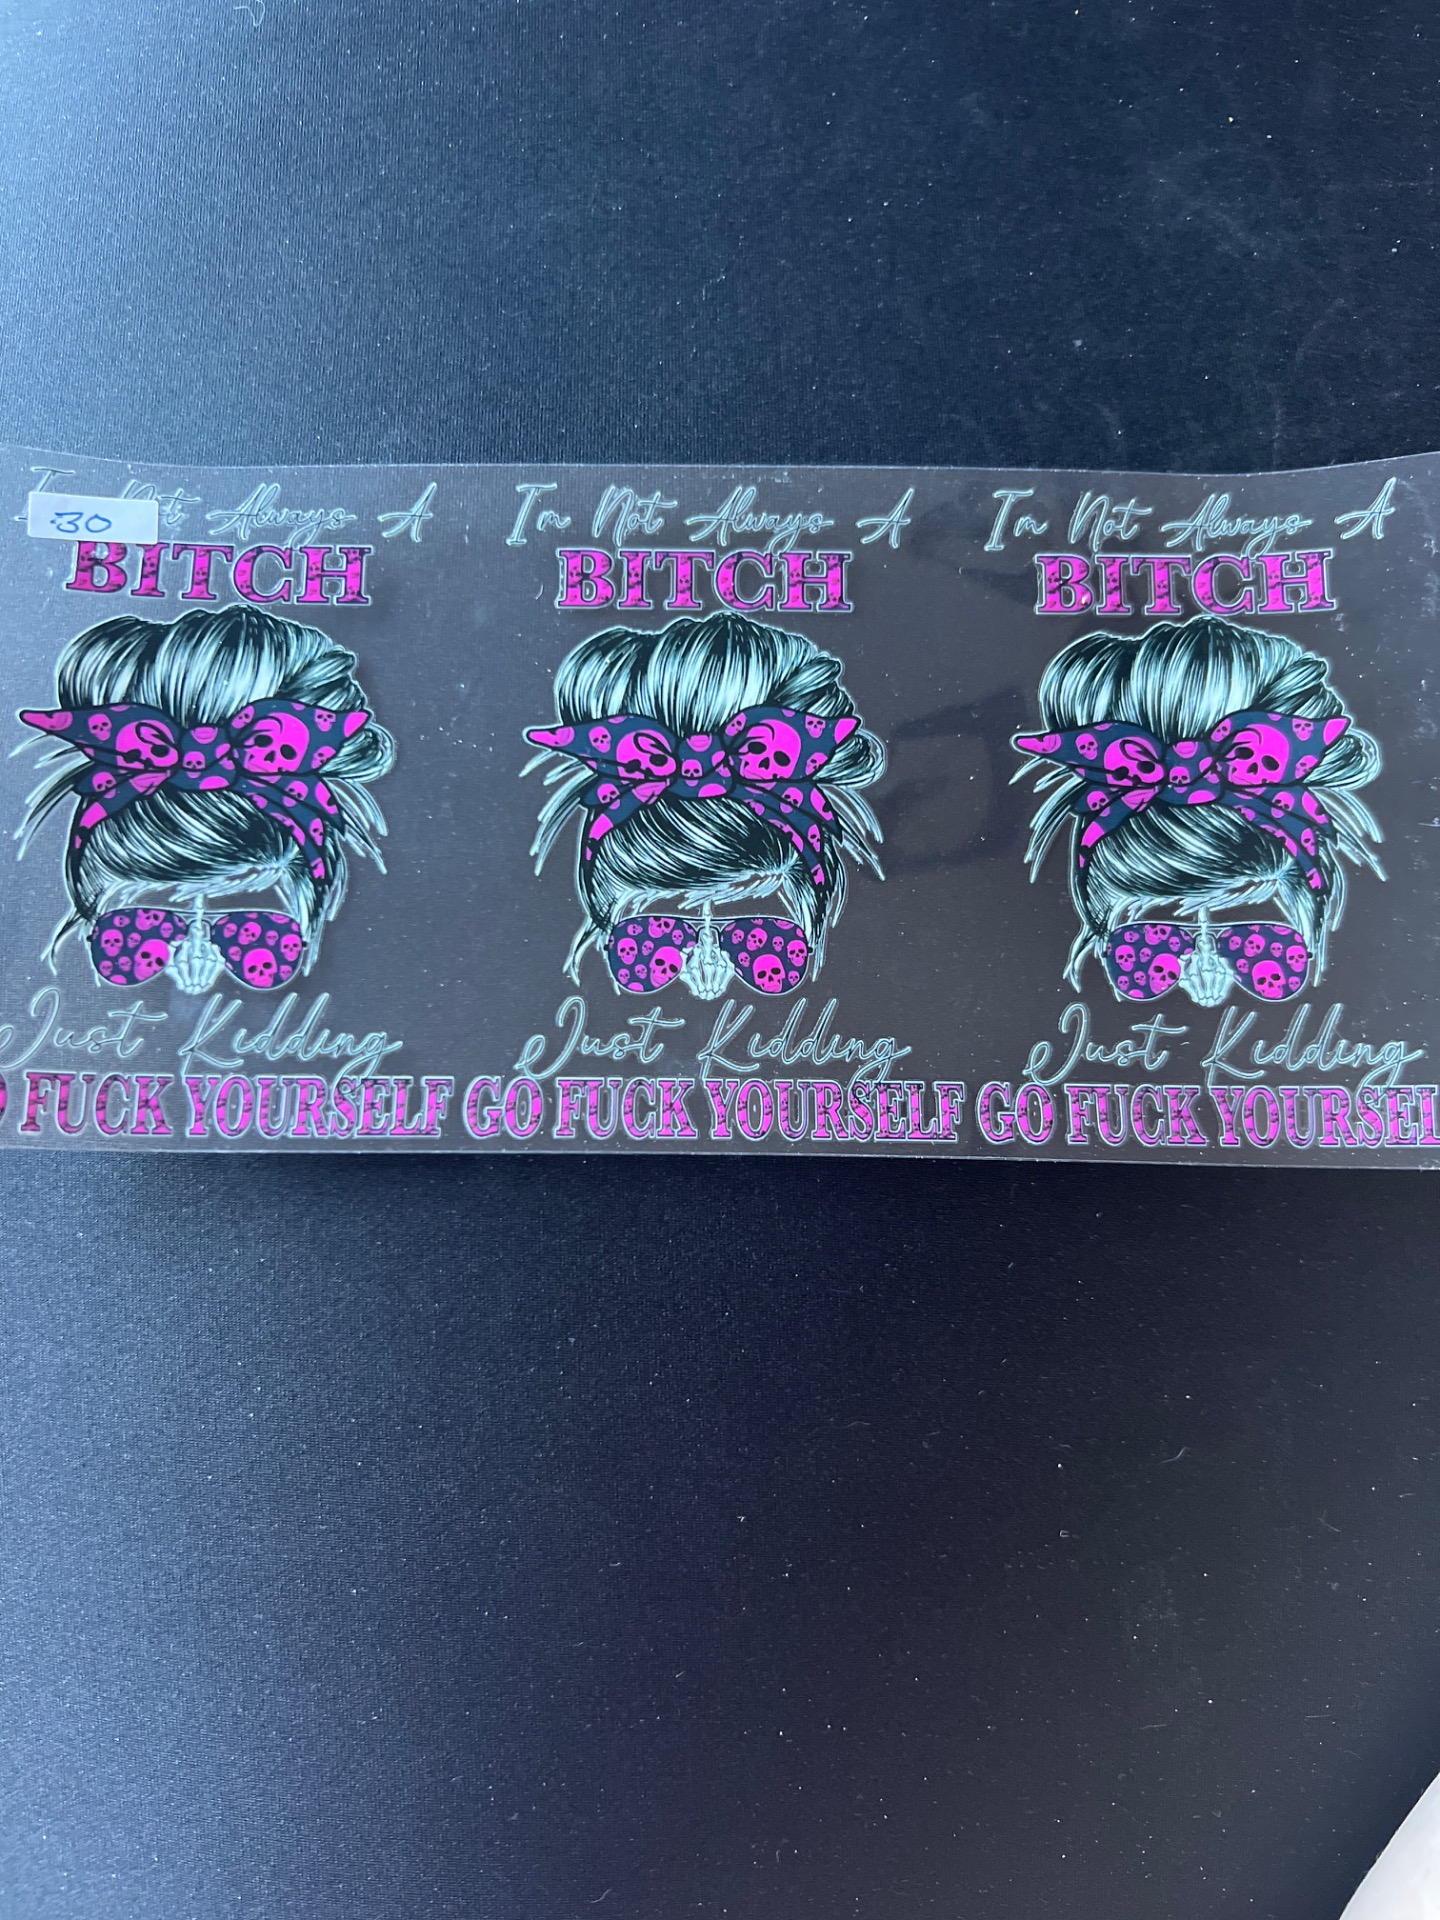 30
Not Always A
BITCH
Just Kidding
FUCK YOURSELF
I'm Not Always A
BITCH
Just Kidding
GO FUCK YOURSELF
I'm Not Always A
BITCH
Just Kidding
GO FUCK YOURSEL